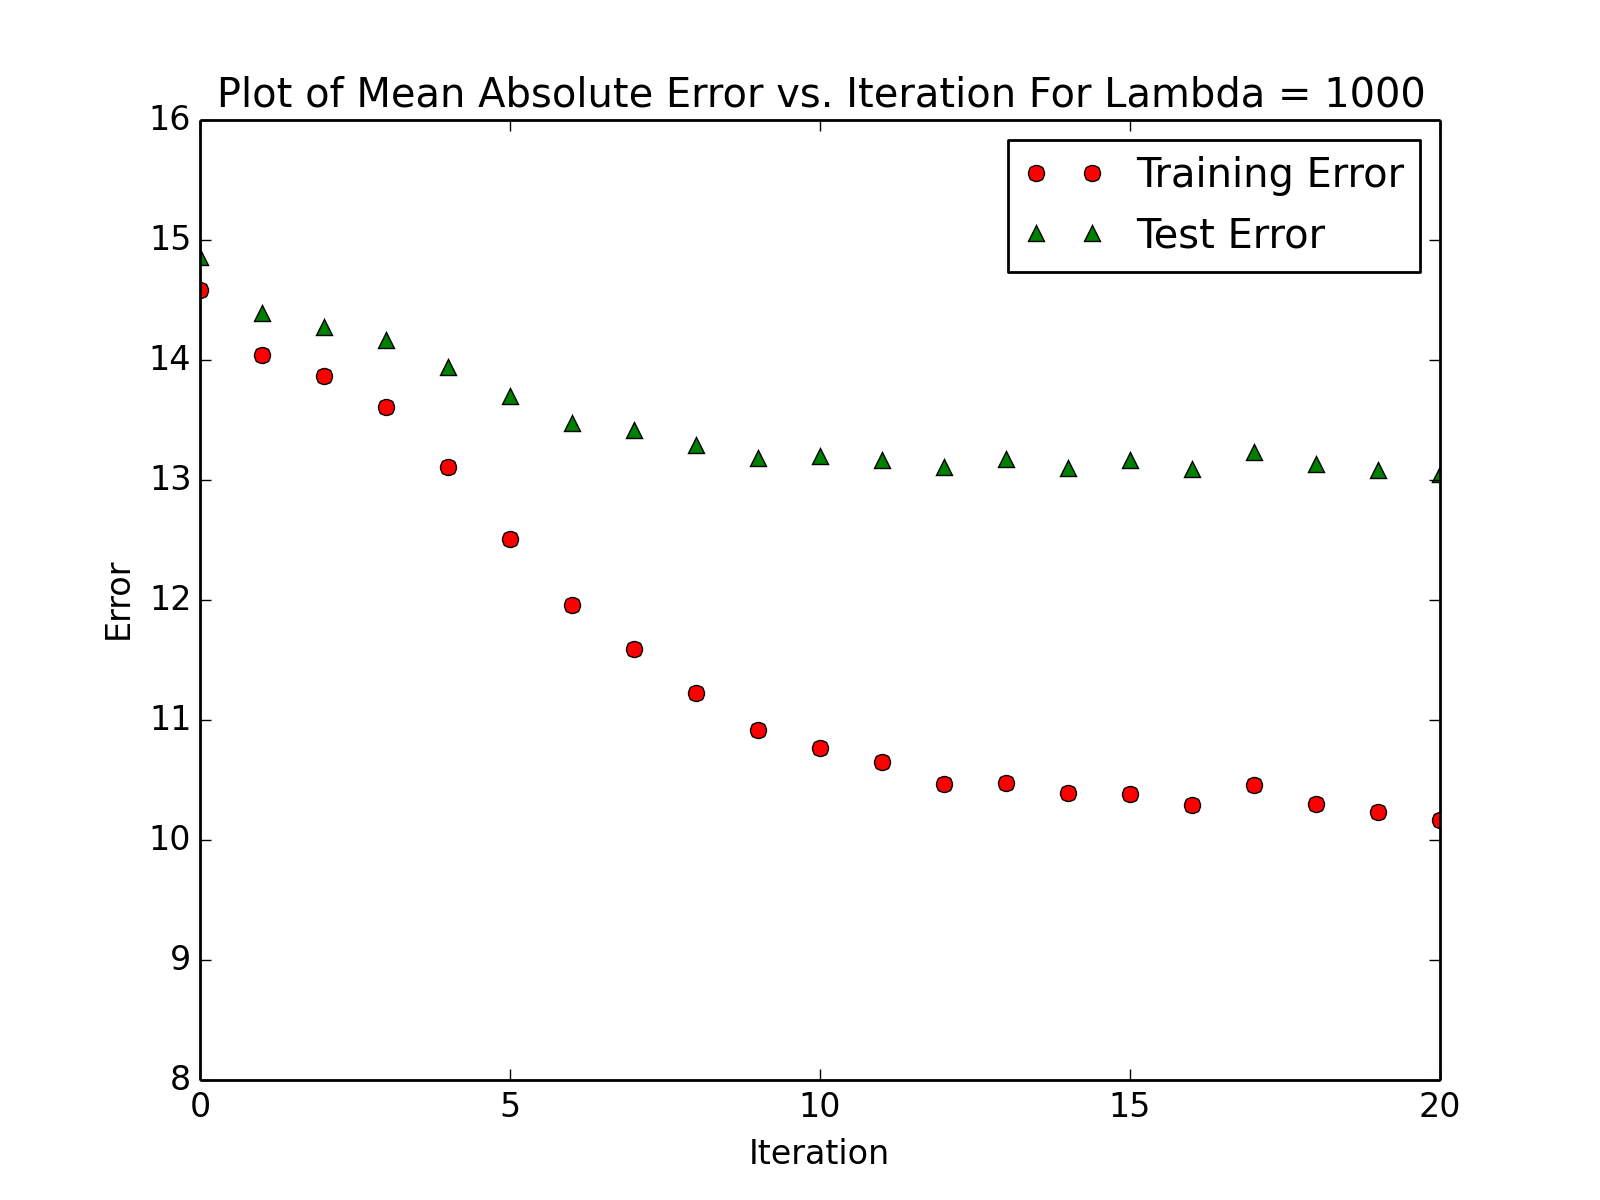 Plot of Mean Absolute Error vs. Iteration For Lambda = 1000
16
15
14
13
12
11
10
9
8
Error
Training Error
Test Error
0 5 10 15 20
Iteration